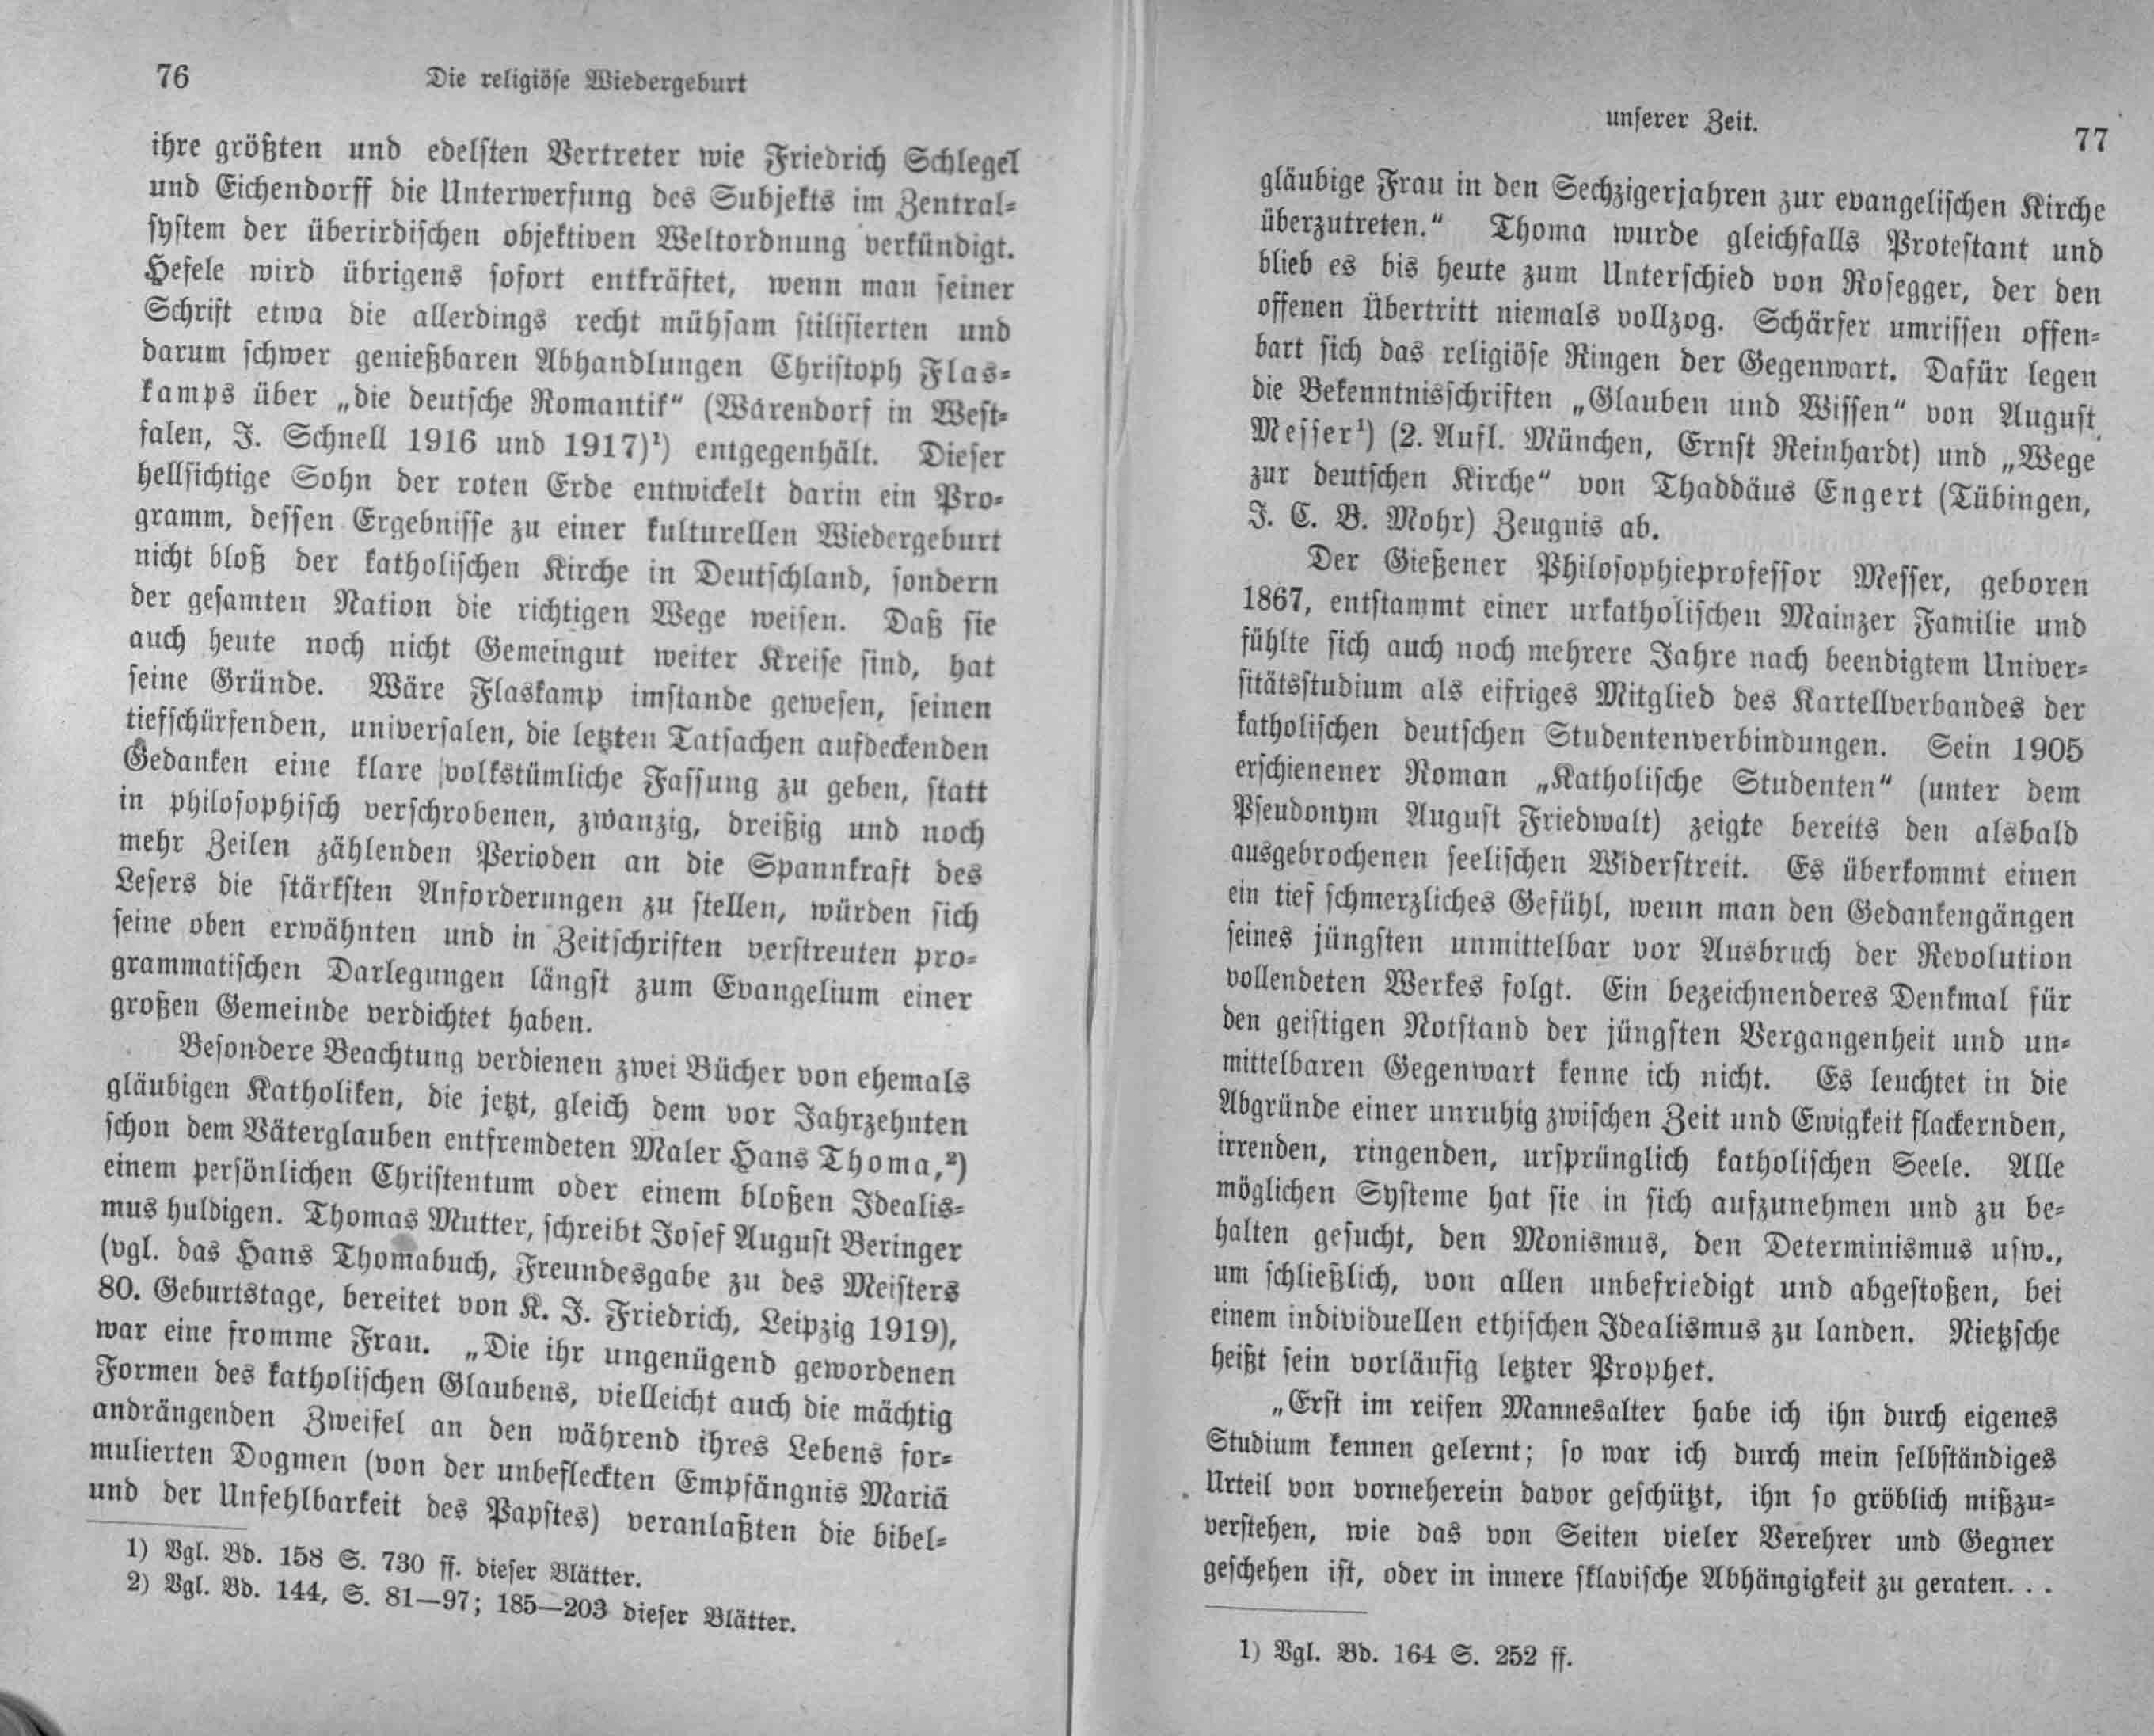 76
Die religiöse Wiedergeburt
ihre größten und edelsten Vertreter wie Friedrich Schlegel
und Eichendorff die Unterwerfung des Subjekts im Zentral-
system der überirdischen objektiven Weltordnung verkündigt.
Hefele wird übrigens sofort entkräftet, wenn man seiner
Schrift etwa die allerdings recht mühsam stilisierten und
darum schwer genießbaren Abhandlungen Christoph Flas-
kamps über „die deutsche Romantik“ (Warendorf in West-
falen, J. Schnell 1916 und 1917)¹) entgegenhält. Dieser
hellsichtige Sohn der roten Erde entwickelt darin ein Pro-
gramm, dessen Ergebnisse zu einer kulturellen Wiedergeburt
nicht bloß der katholischen Kirche in Deutschland, sondern
der gesamten Nation die richtigen Wege weisen. Daß sie
auch heute noch nicht Gemeingut weiter Kreise sind, hat
seine Gründe. Wäre Flaskamp imstande gewesen, seinen
tiefschürfenden, universalen, die letzten Tatsachen aufdeckenden
Gedanken eine klare volkstümliche Fassung zu geben, statt
in philosophisch verschrobenen, zwanzig, dreißig und noch
mehr Zeilen zählenden Perioden an die Spannkraft des
Lesers die stärksten Anforderungen zu stellen, würden sich
seine oben erwähnten und in Zeitschriften verstreuten pro-
grammatischen Darlegungen längst zum Evangelium einer
großen Gemeinde verdichtet haben.
Besondere Beachtung verdienen zwei Bücher von ehemals
gläubigen Katholiken, die jetzt, gleich dem vor Jahrzehnten
schon dem Väterglauben entfremdeten Maler Hans Thoma,²)
einem persönlichen Christentum oder einem bloßen Idealis-
mus huldigen. Thomas Mutter, schreibt Josef August Beringer
(vgl. das Hans Thomabuch, Freundesgabe zu des Meisters
80. Geburtstage, bereitet von K. J. Friedrich, Leipzig 1919),
war eine fromme Frau. „Die ihr ungenügend gewordenen
Formen des katholischen Glaubens, vielleicht auch die mächtig
andrängenden Zweifel an den während ihres Lebens for-
mulierten Dogmen (von der unbefleckten Empfängnis Mariä
und der Unfehlbarkeit des Papstes) veranlaßten die bibel-
1) Vgl. Bd. 158 S. 730 ff. dieser Blätter.
2) Vgl. Bd. 144, S. 81—97; 185—203 dieser Blätter.
unserer Zeit.
77
gläubige Frau in den Sechzigerjahren zur evangelischen Kirche
überzutreten.“ Thoma wurde gleichfalls Protestant und
blieb es bis heute zum Unterschied von Rosegger, der den
offenen Übertritt niemals vollzog. Schärfer umrissen offen-
bart sich das religiöse Ringen der Gegenwart. Dafür legen
die Bekenntnisschriften „Glauben und Wissen“ von August
Messer¹) (2. Aufl. München, Ernst Reinhardt) und „Wege
zur deutschen Kirche“ von Thaddäus Engert (Tübingen,
J. C. B. Mohr) Zeugnis ab.
Der Gießener Philosophieprofessor Messer, geboren
1867, entstammt einer urkatholischen Mainzer Familie und
fühlte sich auch noch mehrere Jahre nach beendigtem Univer-
sitätsstudium als eifriges Mitglied des Kartellverbandes der
katholischen deutschen Studentenverbindungen. Sein 1905
erschienener Roman „Katholische Studenten“ (unter dem
Pseudonym August Friedwalt) zeigte bereits den alsbald
ausgebrochenen seelischen Widerstreit. Es überkommt einen
ein tief schmerzliches Gefühl, wenn man den Gedankengängen
seines jüngsten unmittelbar vor Ausbruch der Revolution
vollendeten Werkes folgt. Ein bezeichnenderes Denkmal für
den geistigen Notstand der jüngsten Vergangenheit und un-
mittelbaren Gegenwart kenne ich nicht. Es leuchtet in die
Abgründe einer unruhig zwischen Zeit und Ewigkeit flackernden,
irrenden, ringenden, ursprünglich katholischen Seele. Alle
möglichen Systeme hat sie in sich aufzunehmen und zu be-
halten gesucht, den Monismus, den Determinismus usw.,
um schließlich, von allen unbefriedigt und abgestoßen, bei
einem individuellen ethischen Idealismus zu landen. Nietzsche
heißt sein vorläufig letzter Prophet.
„Erst im reifen Mannesalter habe ich ihn durch eigenes
Studium kennen gelernt; so war ich durch mein selbständiges
Urteil von vorneherein davor geschützt, ihn so gröblich mißzu-
verstehen, wie das von Seiten vieler Verehrer und Gegner
geschehen ist, oder in innere sklavische Abhängigkeit zu geraten. . .
1) Vgl. Bd. 164 S. 252 ff.